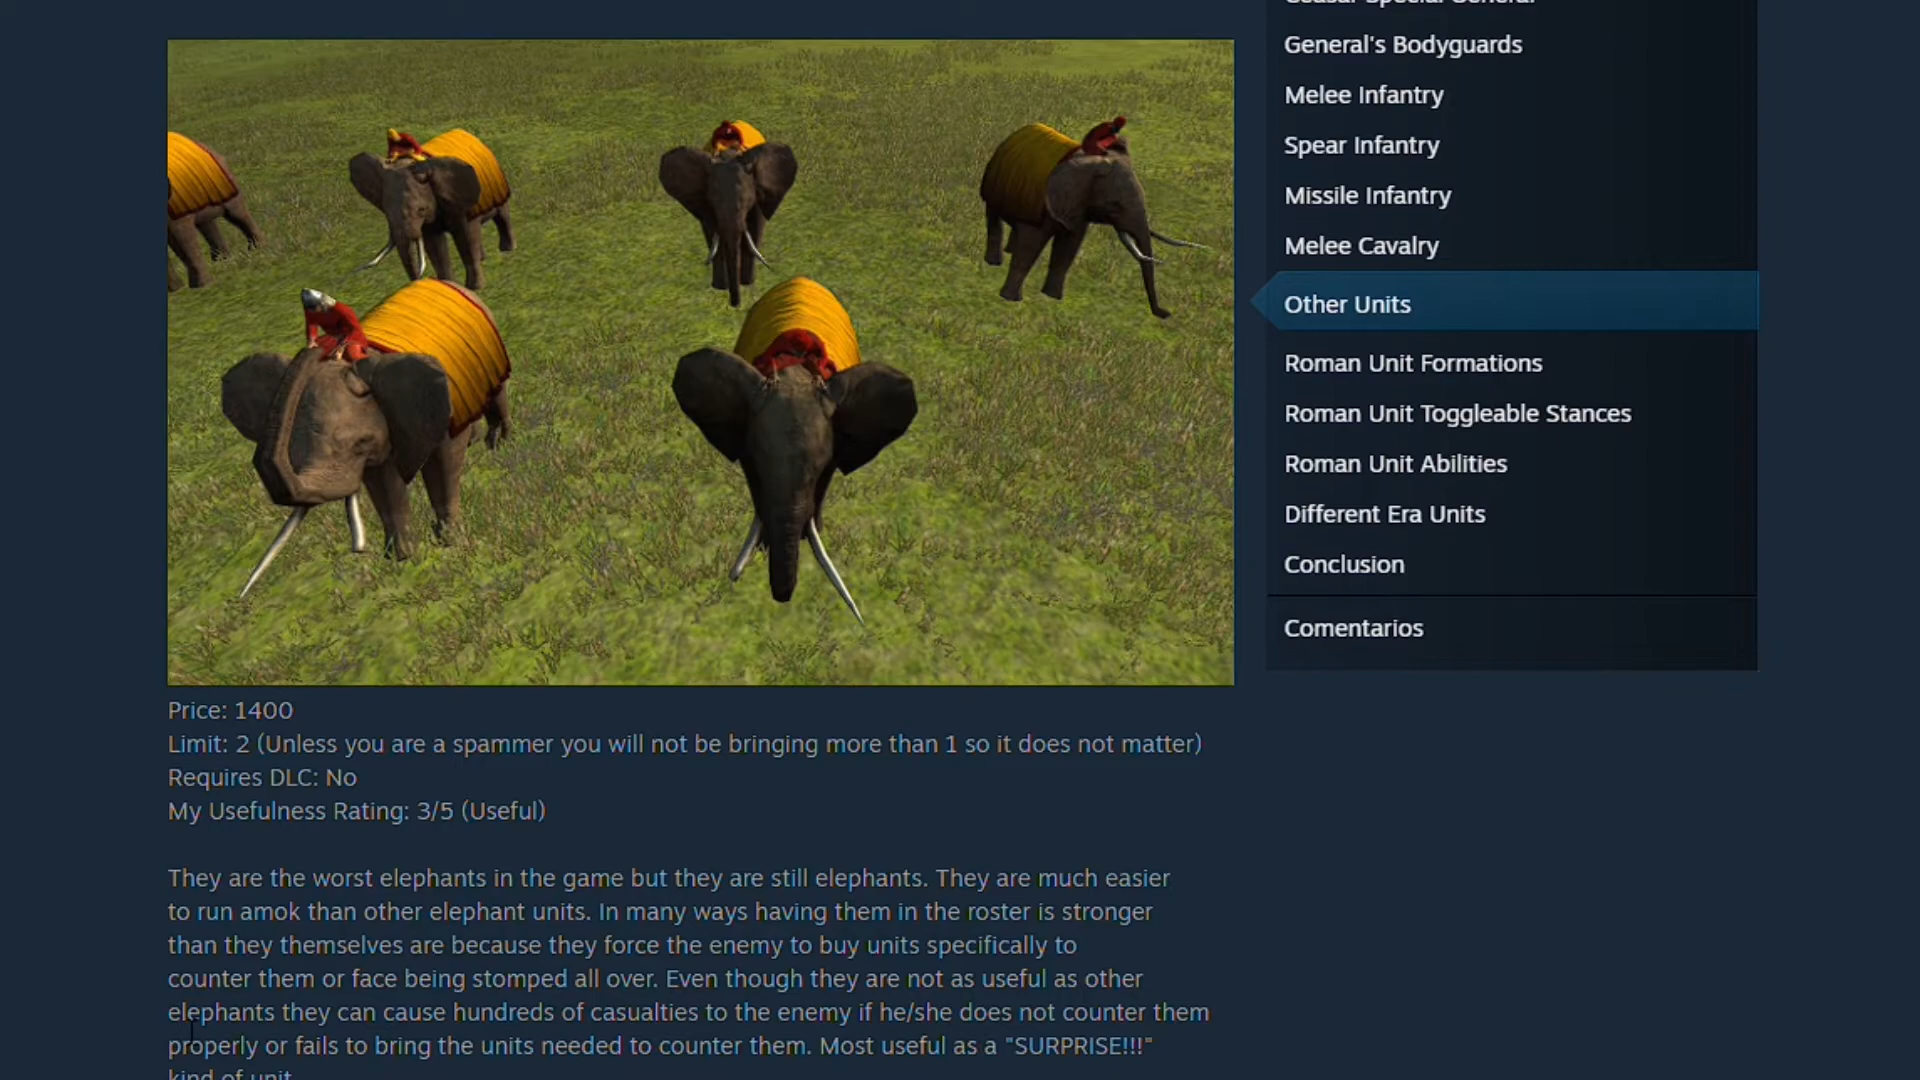 General's Bodyguards
Melee Infantry
Spear Infantry
Missile Infantry
Melee Cavalry
Other Units
Roman Unit Formations
Roman Unit Toggleable Stances
Roman Unit Abilities
Different Era Units
Conclusion
Comentarios
Price: 1400
Limit: 2 (Unless you are a spammer you will not be bringing more than 1 so it does not matter)
Requires DLC: No
My Usefulness Rating: 3/5 (Useful)
They are the worst elephants in the game but they are still elephants. They are much easier
to run amok than other elephant units. In many ways having them in the roster is stronger
than they themselves are because they force the enemy to buy units specifically to
counter them or face being stomped all over. Even though they are not as useful as other
elephants they can cause hundreds of casualties to the enemy if he/she does not counter them
properly or fails to bring the units needed to counter them. Most useful as a "SURPRISE!!!"
kind of unit